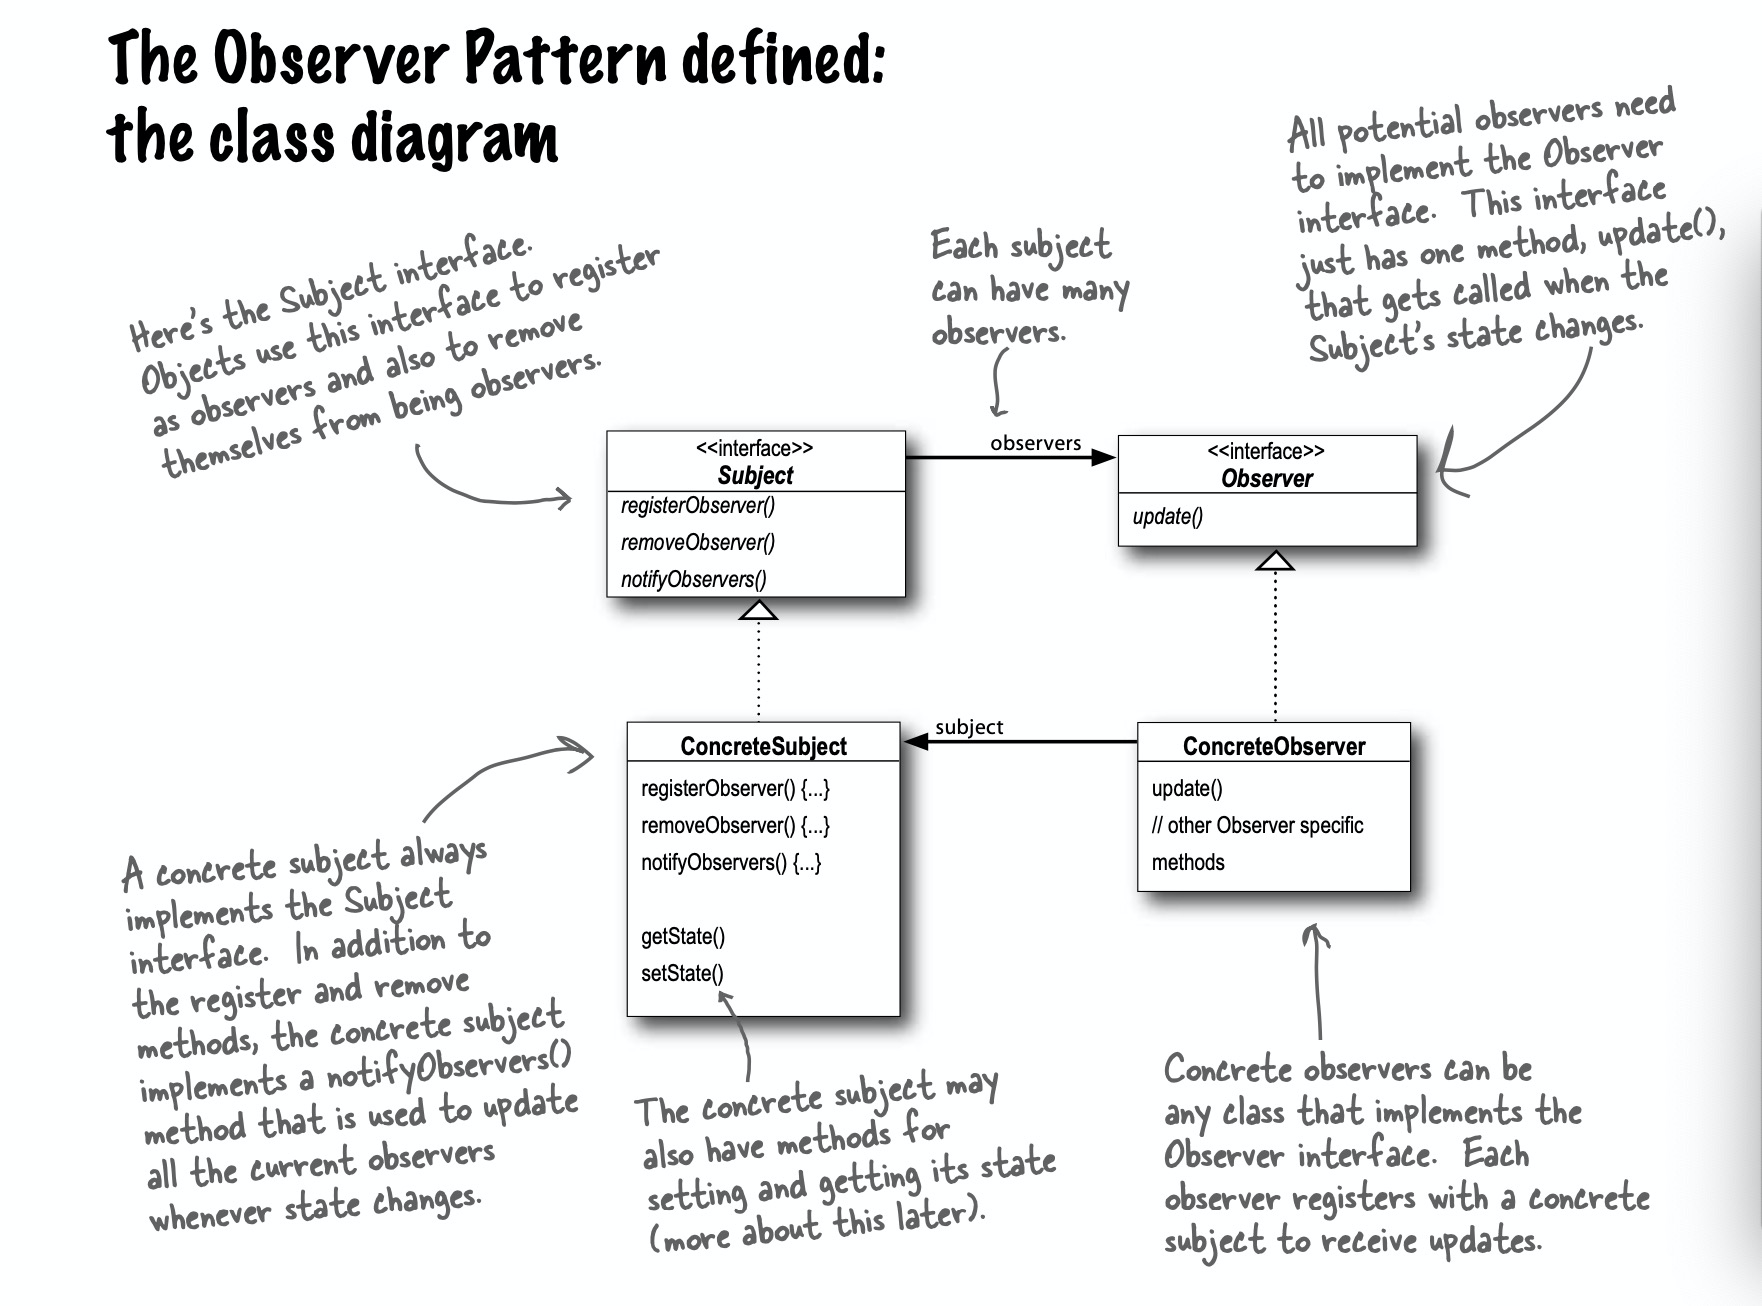 The Observer Pattern defined:
the class diagram
Here's the Subject interface.
Objects use this interface to register
as observers and also to remove
themselves from being observers.
Each subject
can have many
observers.
All potential observers need
to implement the Observer
interface. This interface
just has one method, update(),
that gets called when the
Subject's state changes.
<<interface>>
Subject
registerObserver()
removeObserver()
notifyObservers()
observers
<<interface>>
Observer
update()
ConcreteSubject
registerObserver() {...}
removeObserver() {...}
notifyObservers() {...}
getState()
setState()
subject
ConcreteObserver
update()
// other Observer specific
methods
A concrete subject always
implements the Subject
interface. In addition to
the register and remove
methods, the concrete subject
implements a notifyObservers()
method that is used to update
all the current observers
whenever state changes.
The concrete subject may
also have methods for
setting and getting its state
(more about this later).
Concrete observers can be
any class that implements the
Observer interface. Each
observer registers with a concrete
subject to receive updates.